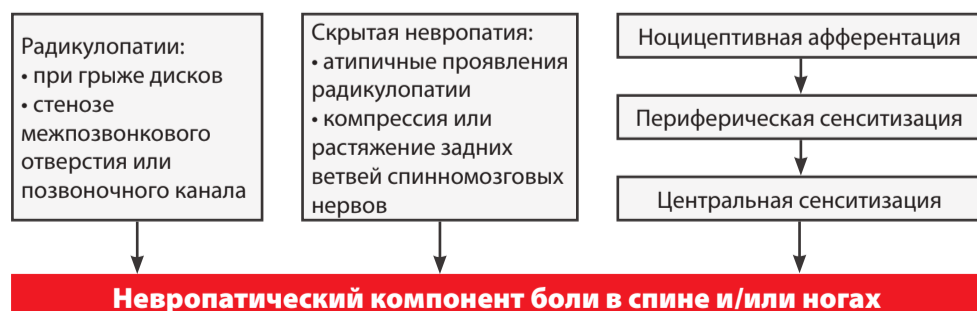 Радикулопатии:
• при грыже дисков
• стенозе
межпозвонкового
отверстия или
позвоночного канала
Скрытая невропатия:
• атипичные проявления
радикулопатии
• компрессия или
растяжение задних
ветвей спинномозговых
нервов
Ноцицептивная афферентация
Периферическая сенситизация
Центральная сенситизация
Невропатический компонент боли в спине и/или ногах